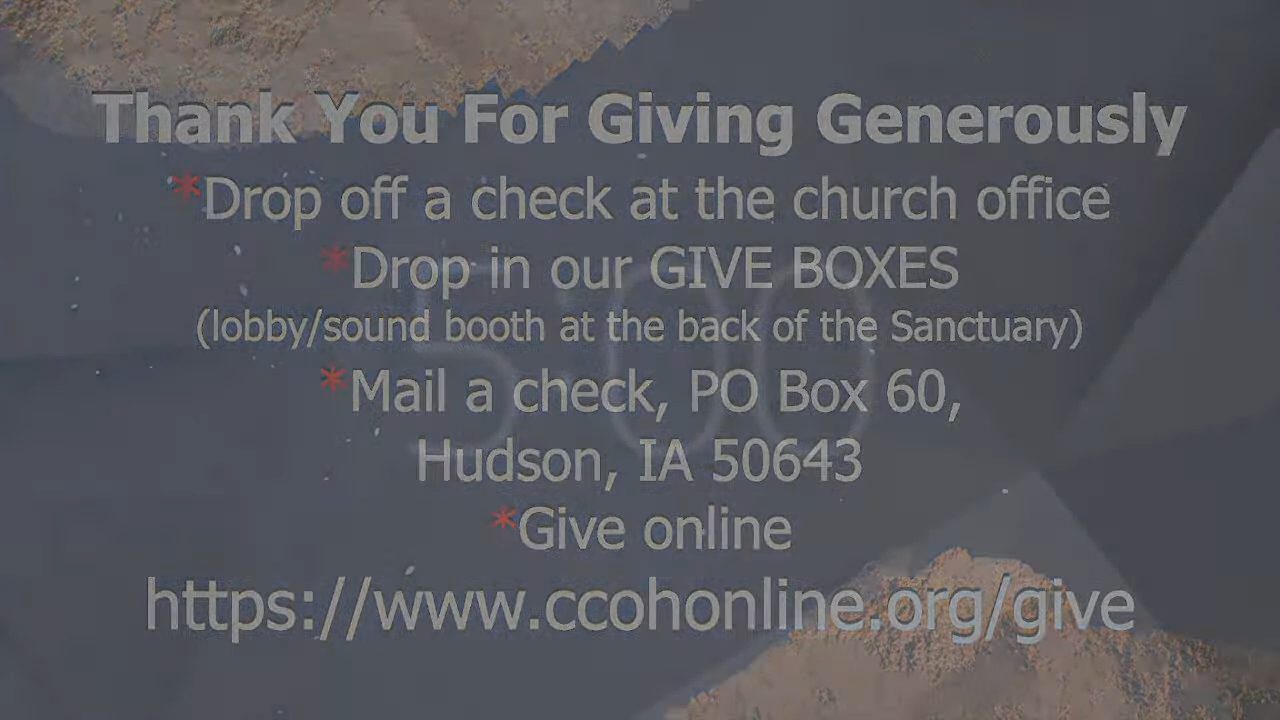 Thank You For Giving Generously
*Drop off a check at the church office
*Drop in our GIVE BOXES
(lobby/sound booth at the back of the Sanctuary)
5:00
*Mail a check, PO Box 60,
Hudson, IA 50643
*Give online
https://www.ccohonline.org/give